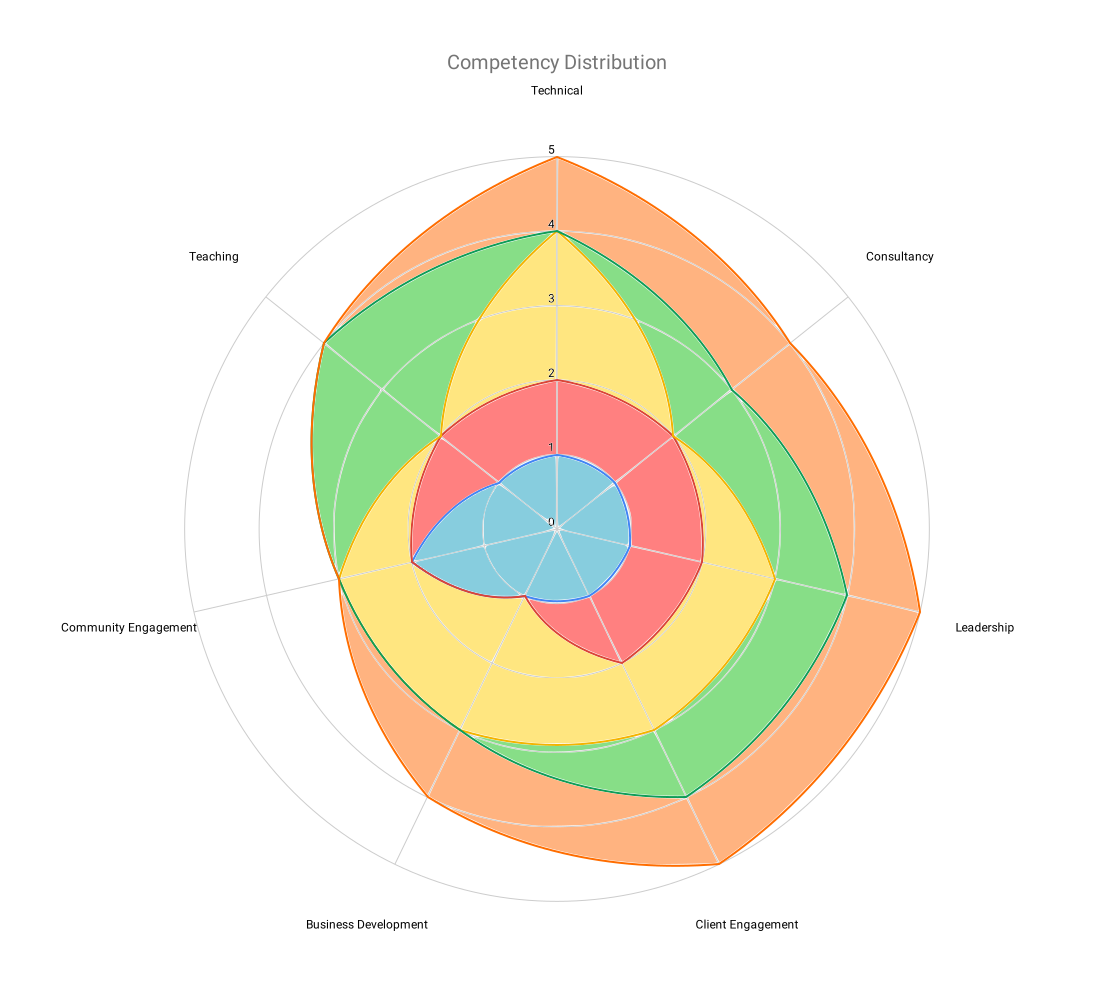 Competency Distribution
Technical
5
4
3
2
1
0
Teaching
Consultancy
Community Engagement
Leadership
Business Development
Client Engagement